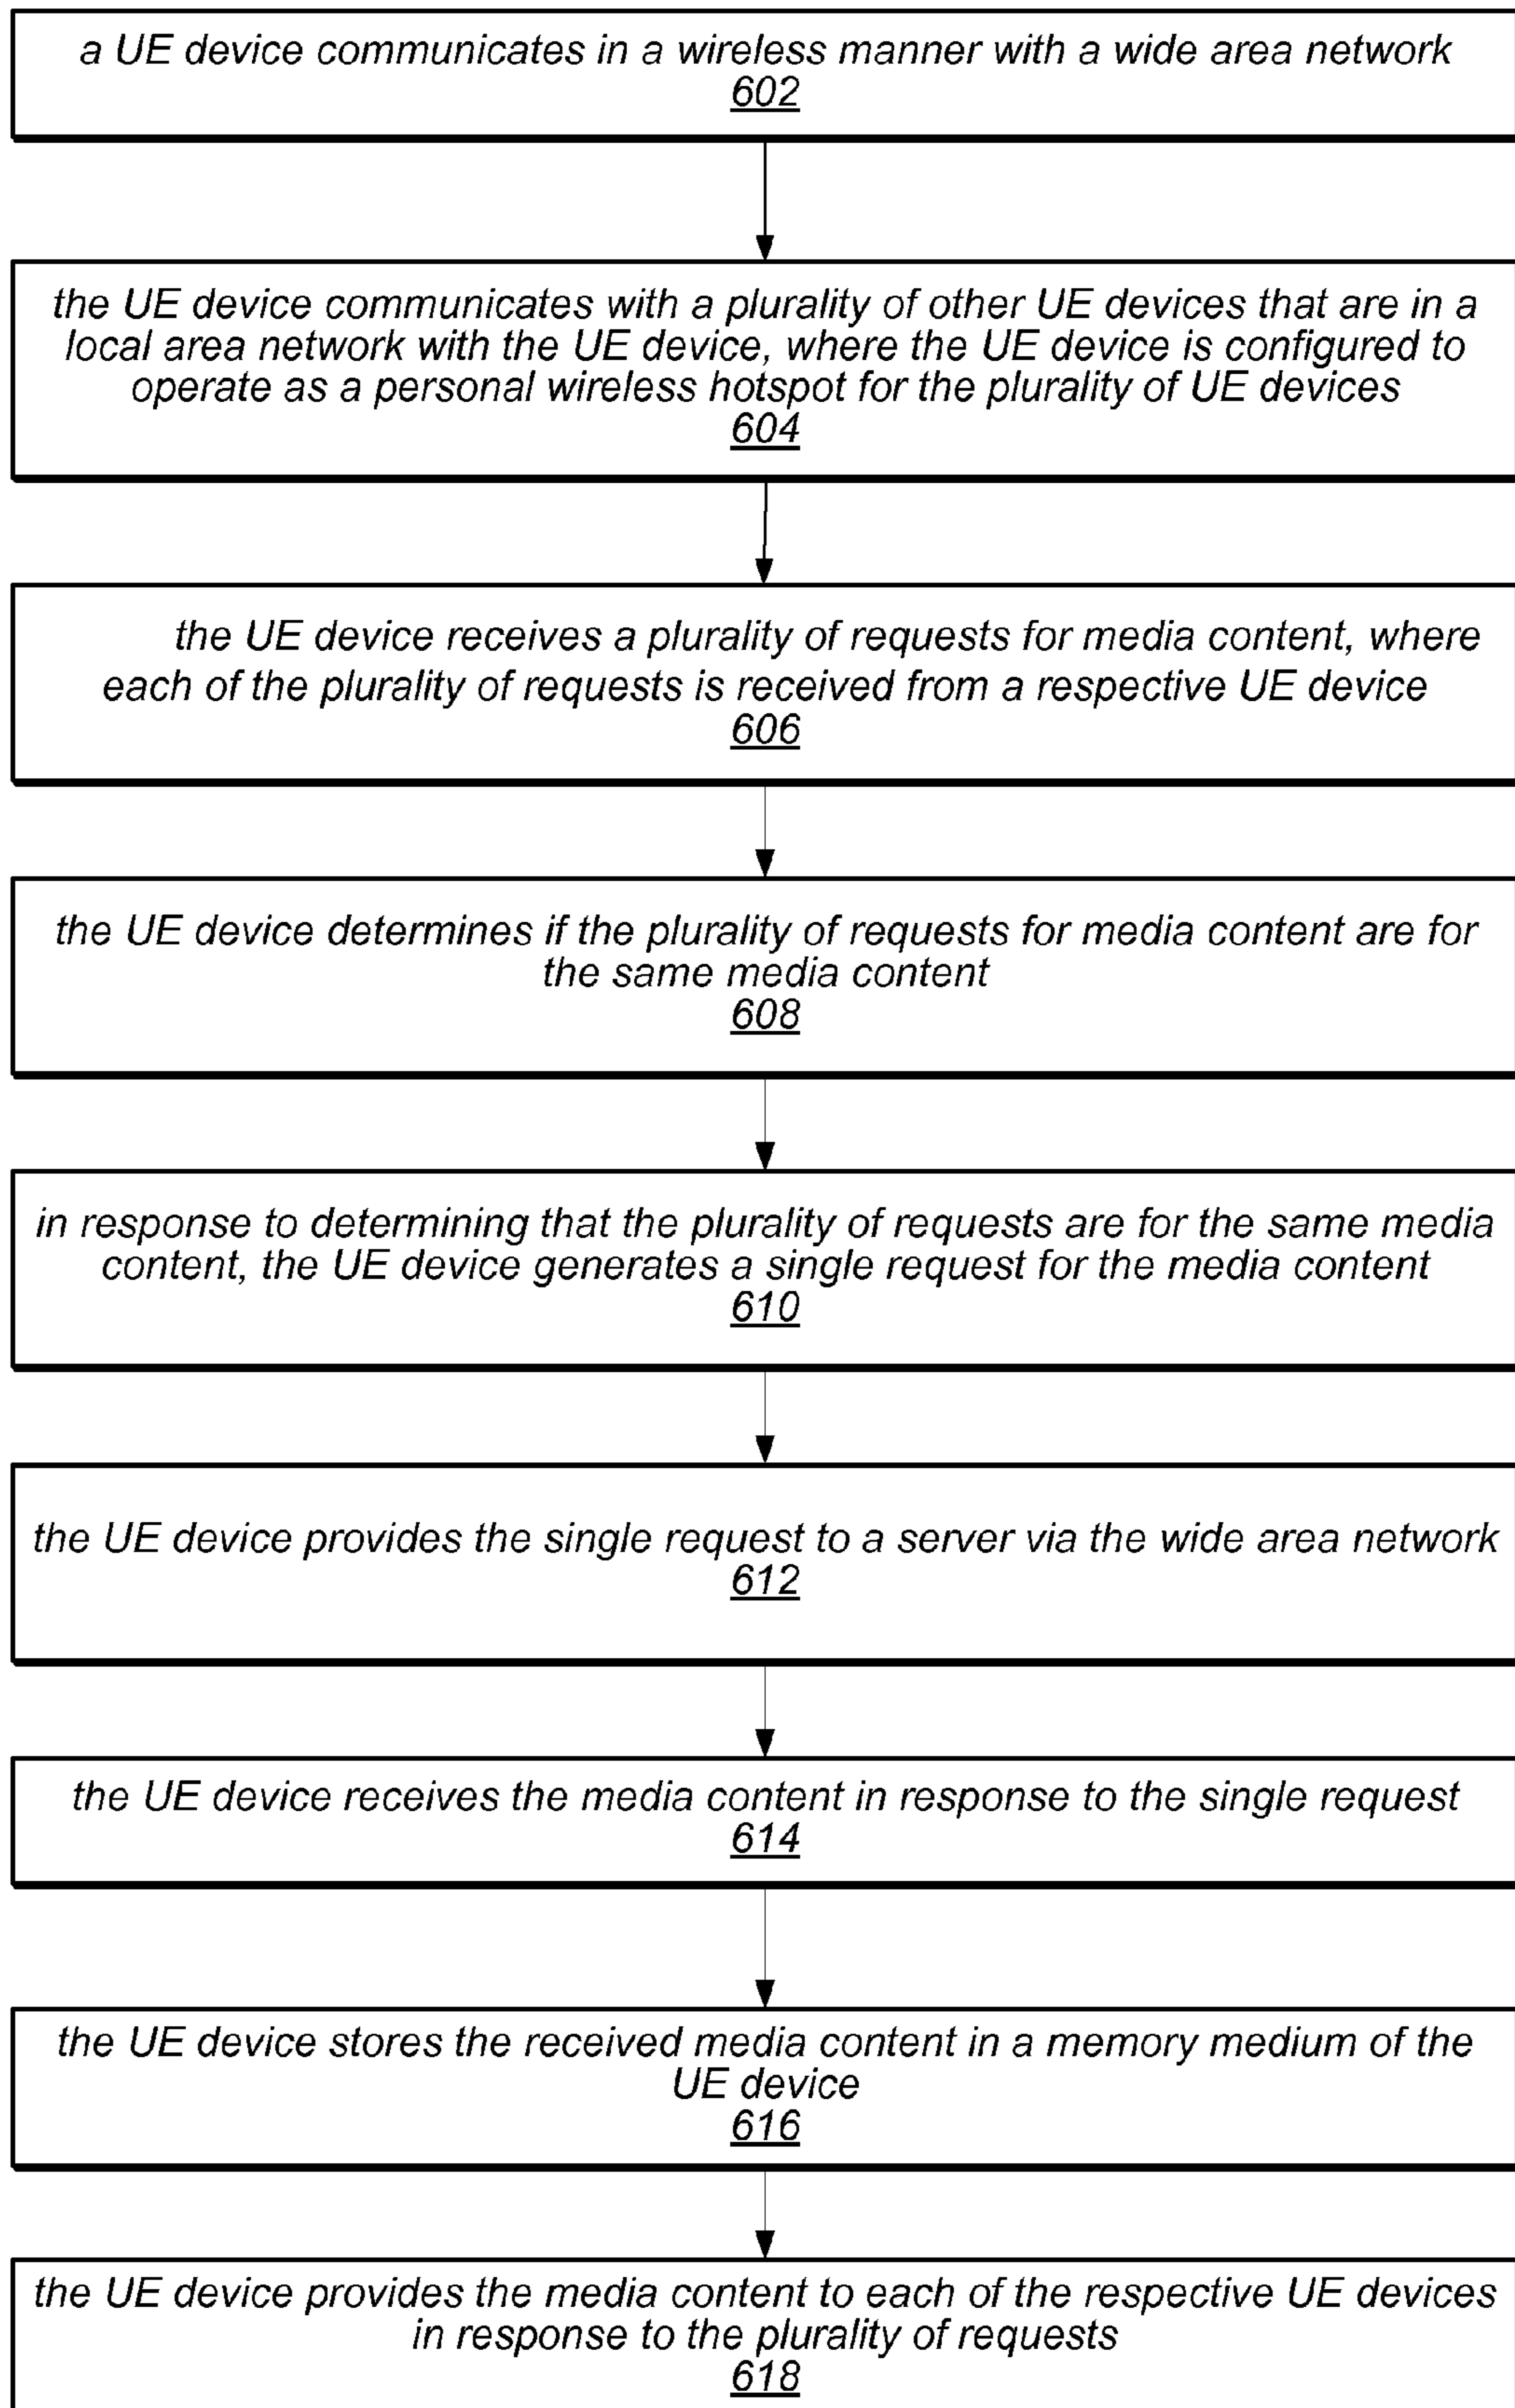 a UE device communicates in a wireless manner with a wide area network
602
the UE device communicates with a plurality of other UE devices that are in a
local area network with the UE device, where the UE device is configured to
operate as a personal wireless hotspot for the plurality of UE devices
604
the UE device receives a plurality of requests for media content, where
each of the plurality of requests is received from a respective UE device
606
the UE device determines if the plurality of requests for media content are for
the same media content
608
in response to determining that the plurality of requests are for the same media
content, the UE device generates a single request for the media content
610
the UE device provides the single request to a server via the wide area network
612
the UE device receives the media content in response to the single request
614
the UE device stores the received media content in a memory medium of the
UE device
616
the UE device provides the media content to each of the respective UE devices
in response to the plurality of requests
618